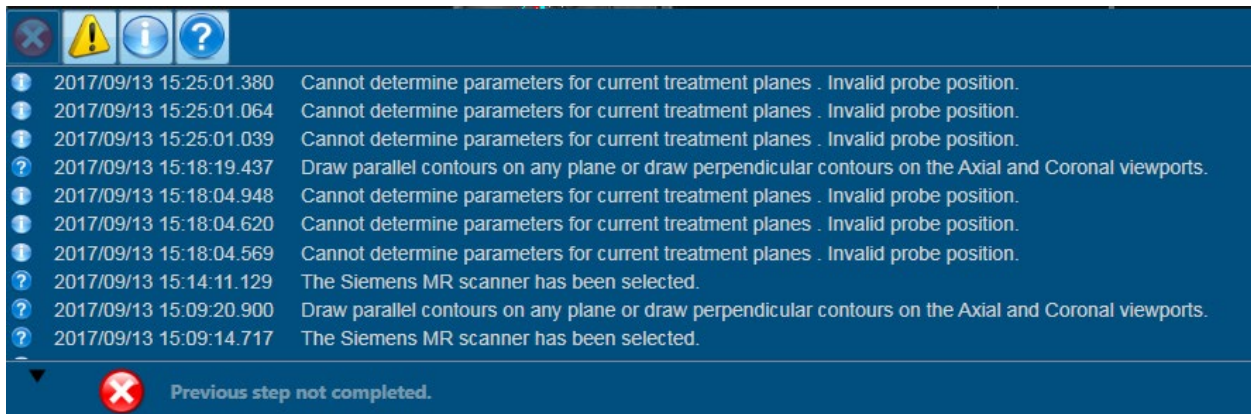 2017/09/13 15:25:01.380 Cannot determine parameters for current treatment planes . Invalid probe position.
2017/09/13 15:25:01.064 Cannot determine parameters for current treatment planes . Invalid probe position.
2017/09/13 15:25:01.039 Cannot determine parameters for current treatment planes . Invalid probe position.
2017/09/13 15:18:19.437 Draw parallel contours on any plane or draw perpendicular contours on the Axial and Coronal viewports.
2017/09/13 15:18:04.948 Cannot determine parameters for current treatment planes . Invalid probe position.
2017/09/13 15:18:04.620 Cannot determine parameters for current treatment planes . Invalid probe position.
2017/09/13 15:18:04.569 Cannot determine parameters for current treatment planes . Invalid probe position.
2017/09/13 15:14:11.129 The Siemens MR scanner has been selected.
2017/09/13 15:09:20.900 Draw parallel contours on any plane or draw perpendicular contours on the Axial and Coronal viewports.
2017/09/13 15:09:14.717 The Siemens MR scanner has been selected.
Previous step not completed.